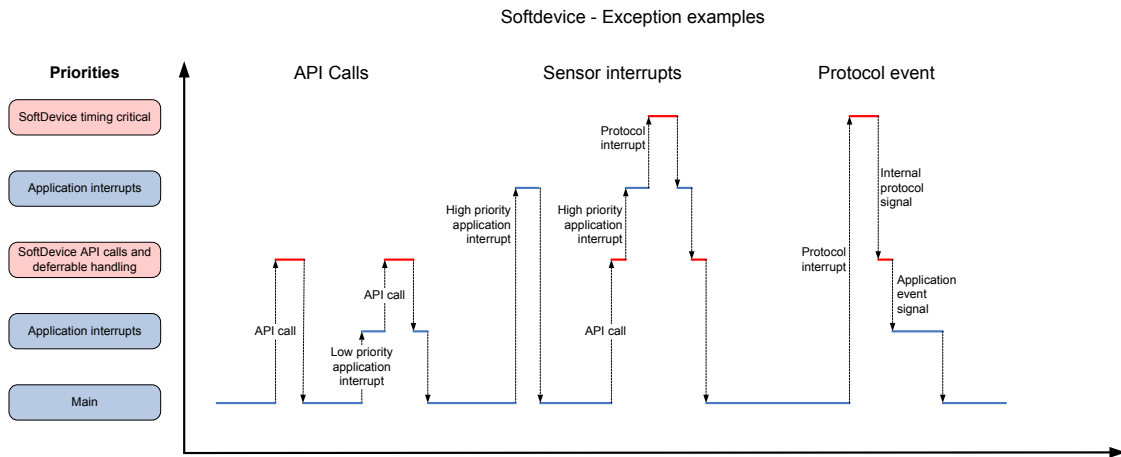 Softdevice - Exception examples
Priorities
API Calls
Sensor interrupts
Protocol event
SoftDevice timing critical
Application interrupts
SoftDevice API calls and
deferrable handling
Application interrupts
Main
API call
Low priority
application
interrupt
API call
High priority
application
interrupt
API call
High priority
application
interrupt
Protocol
interrupt
Protocol
interrupt
Internal
protocol
signal
Application
event
signal